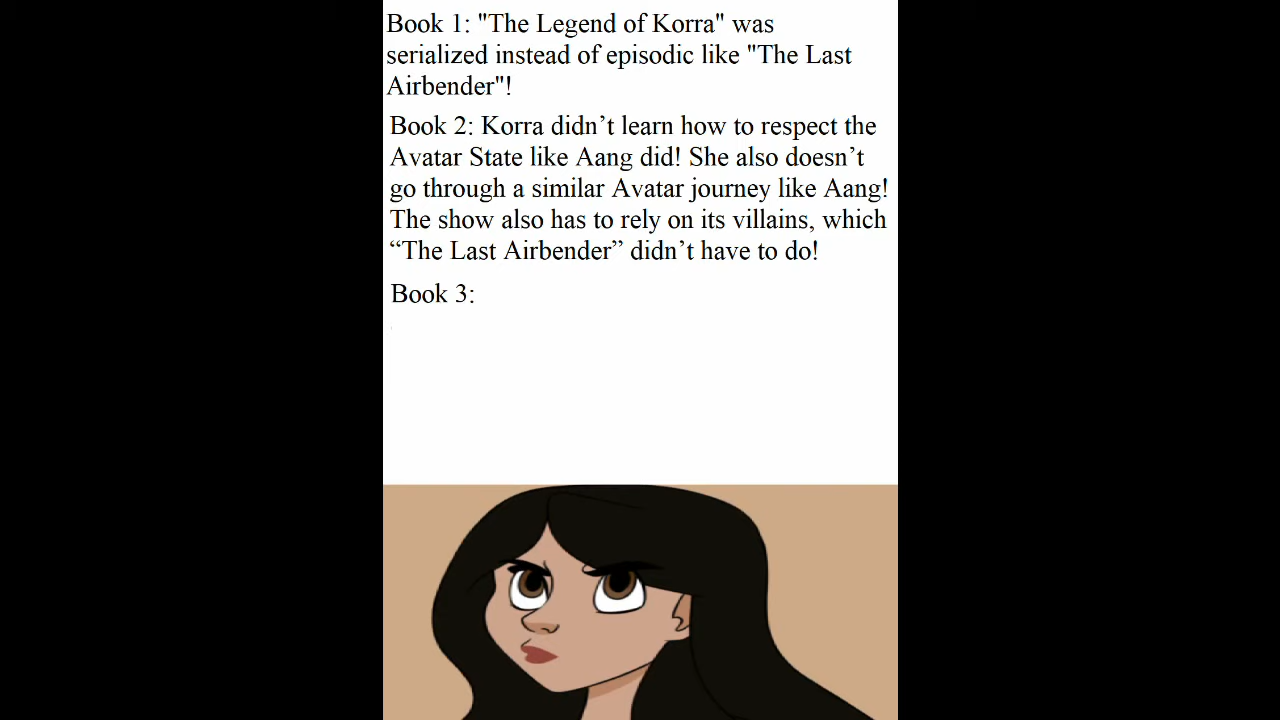 Book 1: "The Legend of Korra" was
serialized instead of episodic like "The Last
Airbender"!
Book 2: Korra didn’t learn how to respect the
Avatar State like Aang did! She also doesn’t
go through a similar Avatar journey like Aang!
The show also has to rely on its villains, which
“The Last Airbender” didn’t have to do!
Book 3: